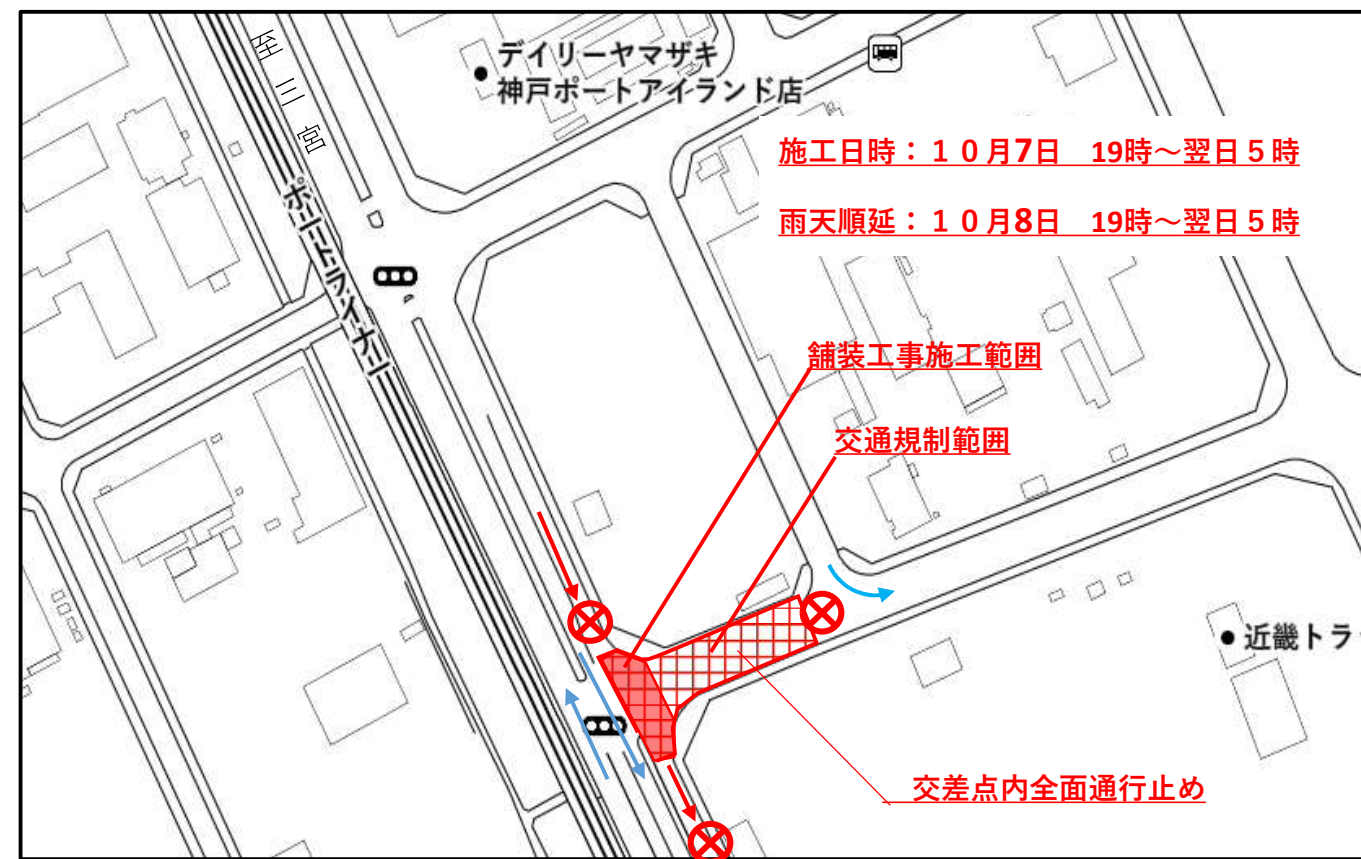 至三宮
デイリーヤマザキ
神戸ポートアイランド店
施工日時：１０月7日　19時～翌日５時
雨天順延：１０月8日　19時～翌日５時
ポートライナー
舗装工事施工範囲
交通規制範囲
近畿トラ
交差点内全面通行止め